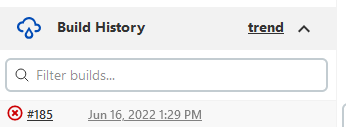 Build History trend
Filter builds...
#185 Jun 16, 2022 1:29 PM